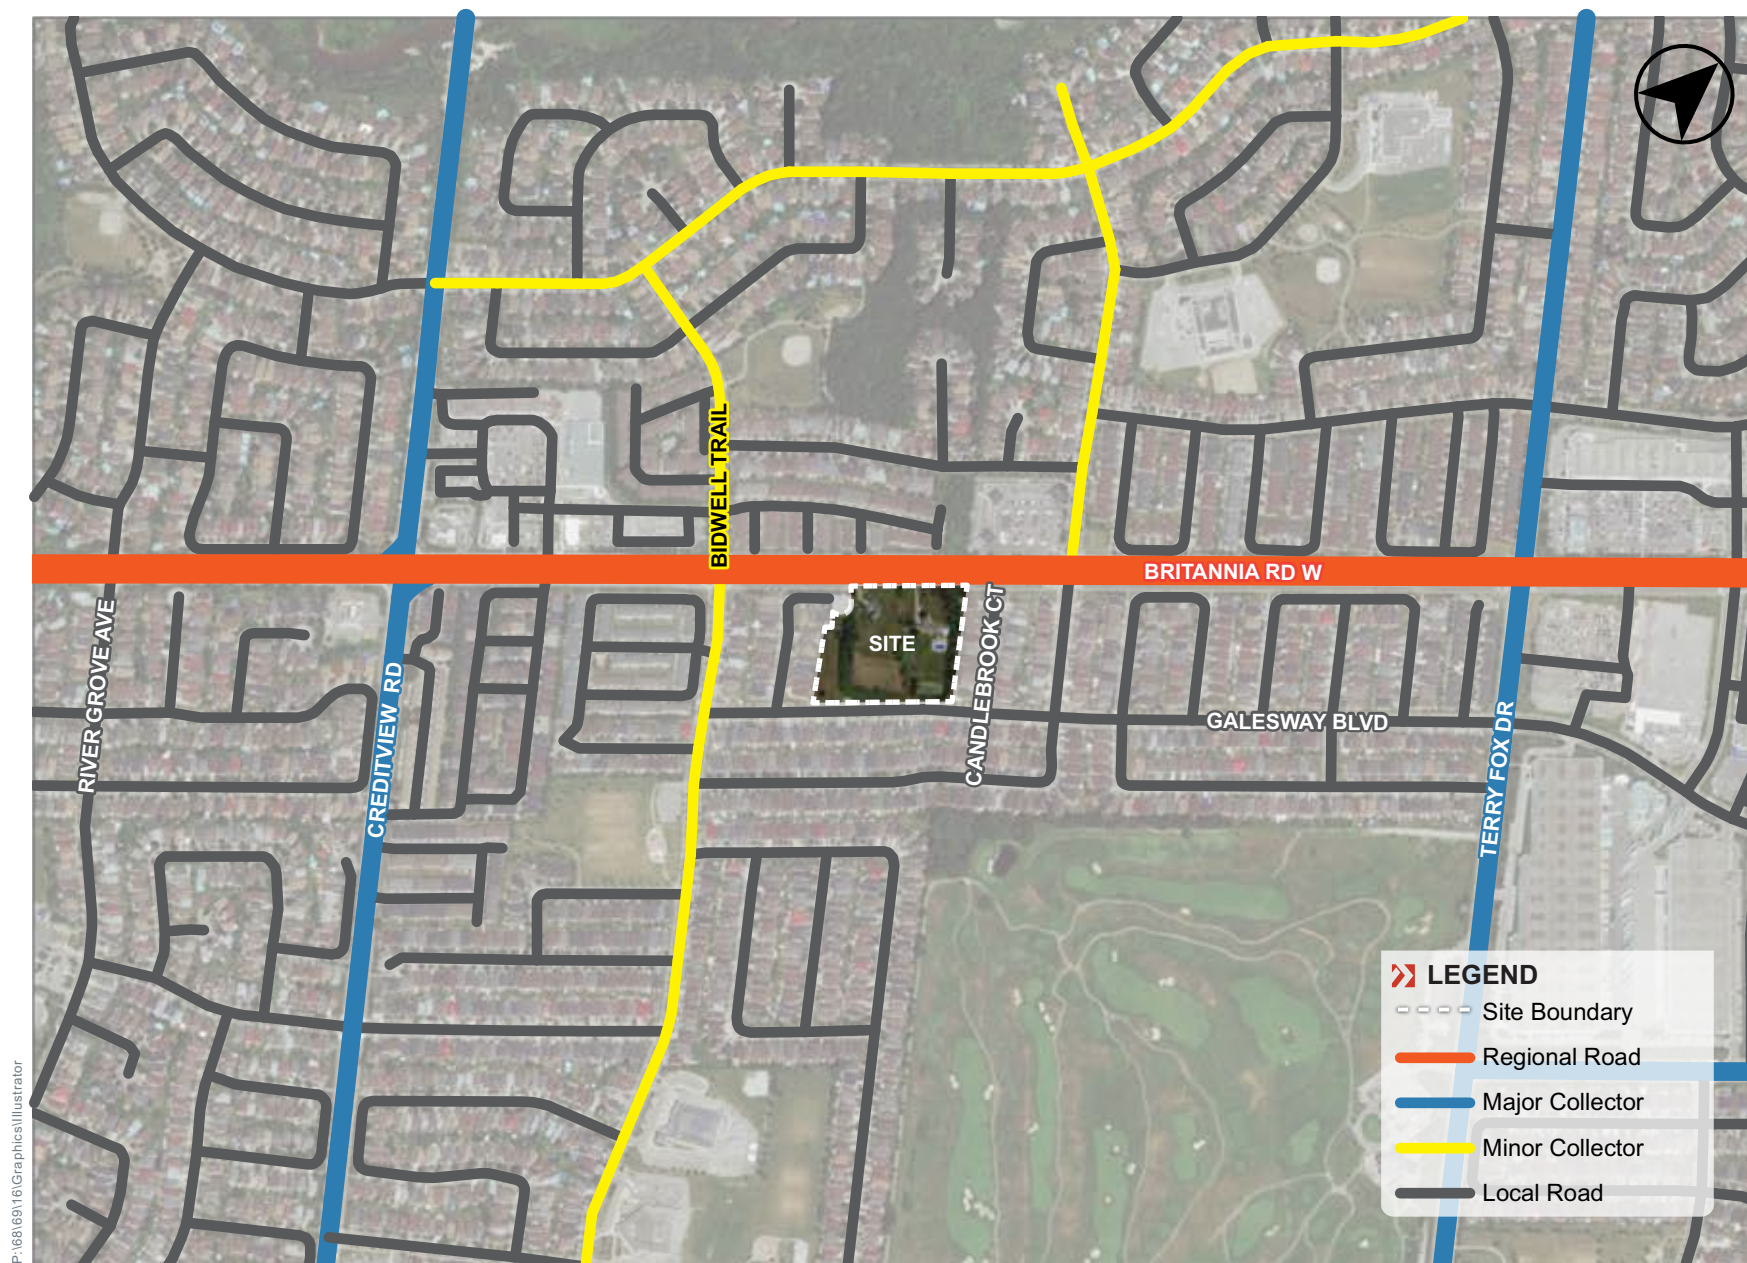 BIDWELL TRAIL
BRITANNIA RD W
RIVER GROVE AVE
SITE
CANDLEBROOK CT
CREDITVIEW RD
GALESWAY BLVD
TERRY FOX DR
LEGEND
Site Boundary
Regional Road
Major Collector
Minor Collector
Local Road
P:\68\69\16\Graphics\Illustrator